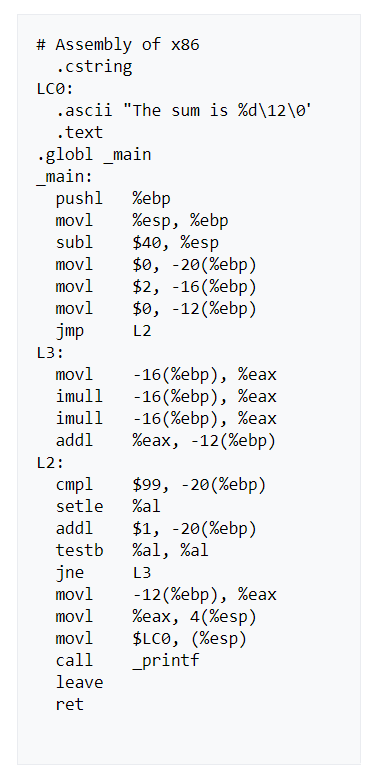 # Assembly of x86
.cstring
LC0:
.ascii "The sum is %d\12\0'
.text
.globl _main
_main:
pushl %ebp
movl %esp, %ebp
subl $40, %esp
movl $0, -20(%ebp)
movl $2, -16(%ebp)
movl $0, -12(%ebp)
jmp L2
L3:
movl -16(%ebp), %eax
imull -16(%ebp), %eax
imull -16(%ebp), %eax
addl %eax, -12(%ebp)
L2:
cmpl $99, -20(%ebp)
setle %al
addl $1, -20(%ebp)
testb %al, %al
jne L3
movl -12(%ebp), %eax
movl %eax, 4(%esp)
movl $LC0, (%esp)
call _printf
leave
ret